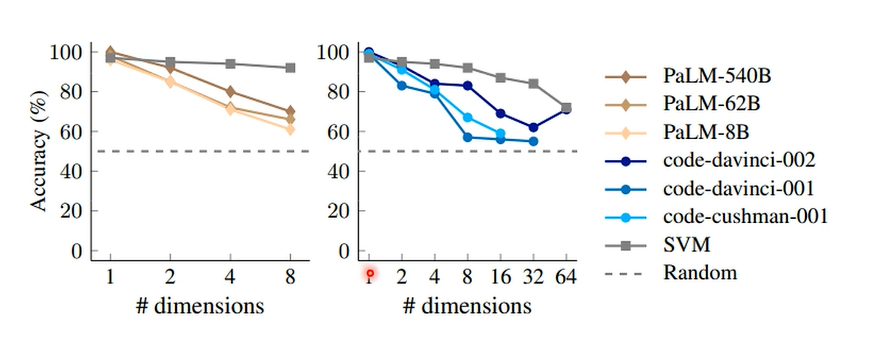 Accuracy (%)
100
80
60
40
20
0
1 2 4 8
# dimensions
100
80
60
40
20
0
1 2 4 8 16 32 64
# dimensions
PaLM-540B
PaLM-62B
PaLM-8B
code-davinci-002
code-davinci-001
code-cushman-001
SVM
Random